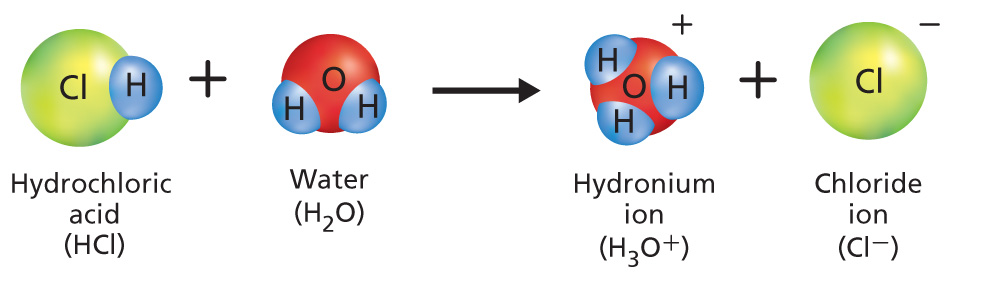 Cl H + O H H → H O H H + + Cl −
Hydrochloric acid (HCl)
Water (H₂O)
Hydronium ion (H₃O+)
Chloride ion (Cl−)